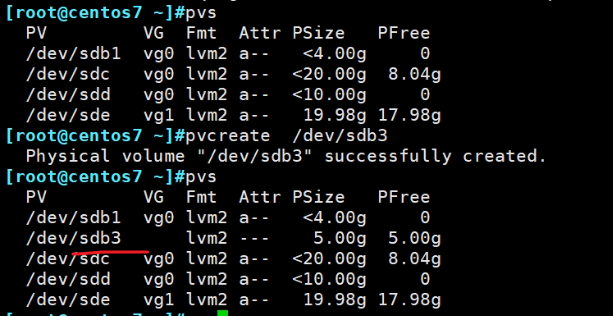 [root@centos7 ~]#pvs
PV VG Fmt Attr PSize PFree
/dev/sdb1 vg0 lvm2 a-- <4.00g 0
/dev/sdc vg0 lvm2 a-- <20.00g 8.04g
/dev/sdd vg0 lvm2 a-- <10.00g 0
/dev/sde vg1 lvm2 a-- 19.98g 17.98g
[root@centos7 ~]#pvcreate /dev/sdb3
Physical volume "/dev/sdb3" successfully created.
[root@centos7 ~]#pvs
PV VG Fmt Attr PSize PFree
/dev/sdb1 vg0 lvm2 a-- <4.00g 0
/dev/sdb3 lvm2 --- 5.00g 5.00g
/dev/sdc vg0 lvm2 a-- <20.00g 8.04g
/dev/sdd vg0 lvm2 a-- <10.00g 0
/dev/sde vg1 lvm2 a-- 19.98g 17.98g